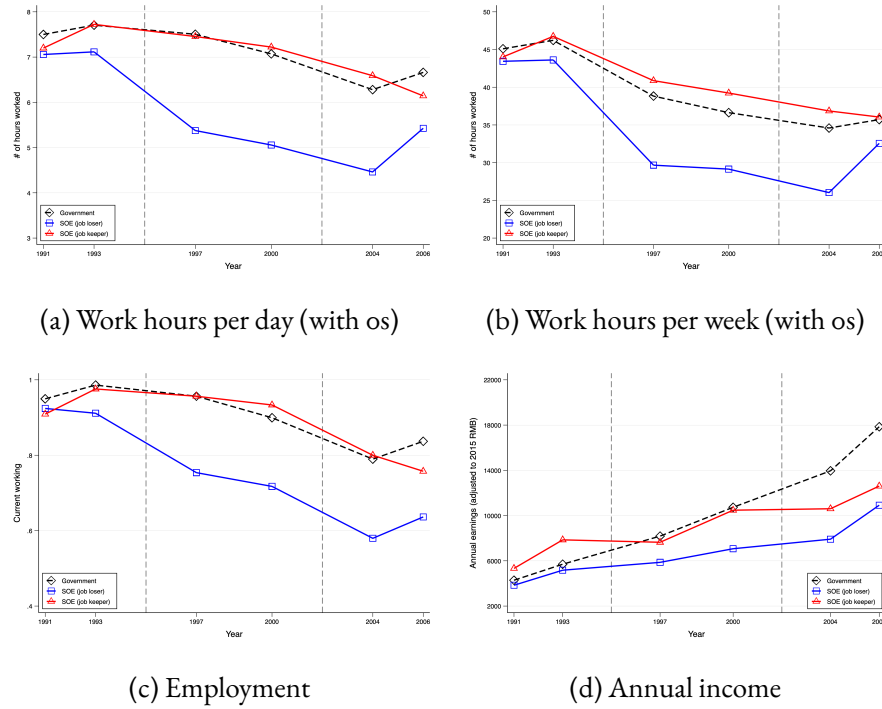 8
7
6
5
4
3
# of hours worked
Government
SOE (job loser)
SOE (job keeper)
1991 1993 1997 2000 2004 2006
Year
(a) Work hours per day (with os)
50
45
40
35
30
25
20
# of hours worked
Government
SOE (job loser)
SOE (job keeper)
1991 1993 1997 2000 2004 200
Year
(b) Work hours per week (with os)
1
.8
.6
.4
Current working
Government
SOE (job loser)
SOE (job keeper)
1991 1993 1997 2000 2004 2006
Year
(c) Employment
22000
18000
14000
10000
6000
2000
Annual earnings (adjusted to 2015 RMB)
Government
SOE (job loser)
SOE (job keeper)
1991 1993 1997 2000 2004 200
Year
(d) Annual income